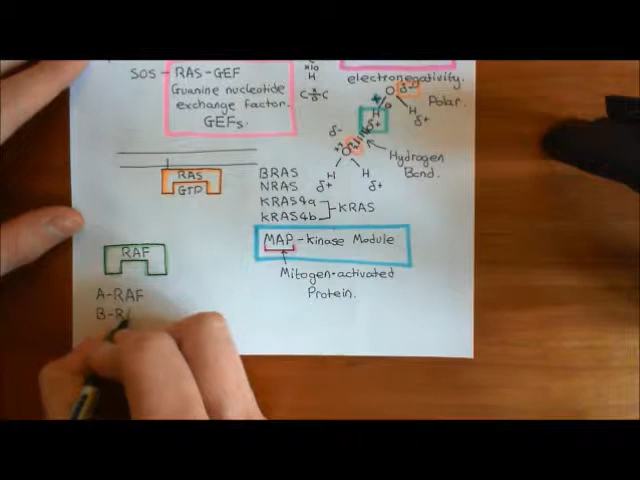 SOS - RAS-GEF
Guanine nucleotide
exchange factor.
GEFs.
H
C C
electronegativity.
O δ-
H δ+
H δ+
Polar.
δ-
O
H δ+
H δ+
Hydrogen
Bond.
RAS
GTP
BRAS
NRAS
KRAS4a
KRAS4b
KRAS
MAP-Kinase Module
Mitogen-activated
Protein.
RAF
A-RAF
B-R